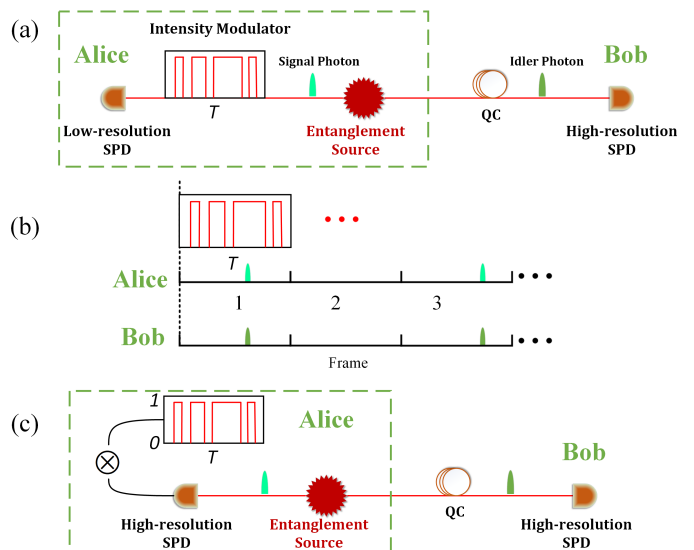 (a)
Intensity Modulator
Alice
Bob
Signal Photon
Idler Photon
T
QC
Low-resolution
SPD
Entanglement
Source
High-resolution
SPD
(b)
T
Alice
1 2 3
Bob
Frame
(c)
1
0
T
Alice
Bob
QC
High-resolution
SPD
Entanglement
Source
High-resolution
SPD